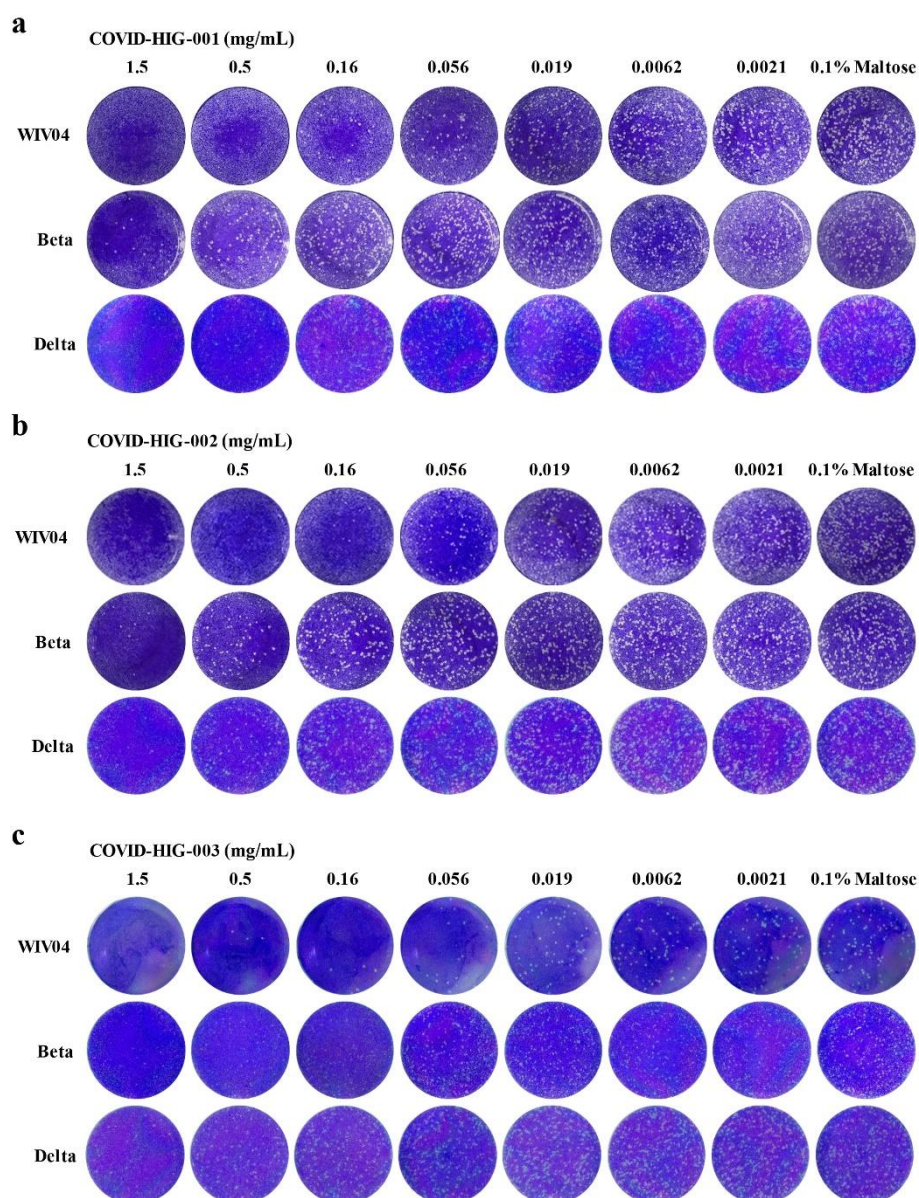 a
COVID-HIG-001 (mg/mL)
1.5 0.5 0.16 0.056 0.019 0.0062 0.0021 0.1% Maltose
WIV04
Beta
Delta
b
COVID-HIG-002 (mg/mL)
1.5 0.5 0.16 0.056 0.019 0.0062 0.0021 0.1% Maltose
WIV04
Beta
Delta
c
COVID-HIG-003 (mg/mL)
1.5 0.5 0.16 0.056 0.019 0.0062 0.0021 0.1% Maltose
WIV04
Beta
Delta